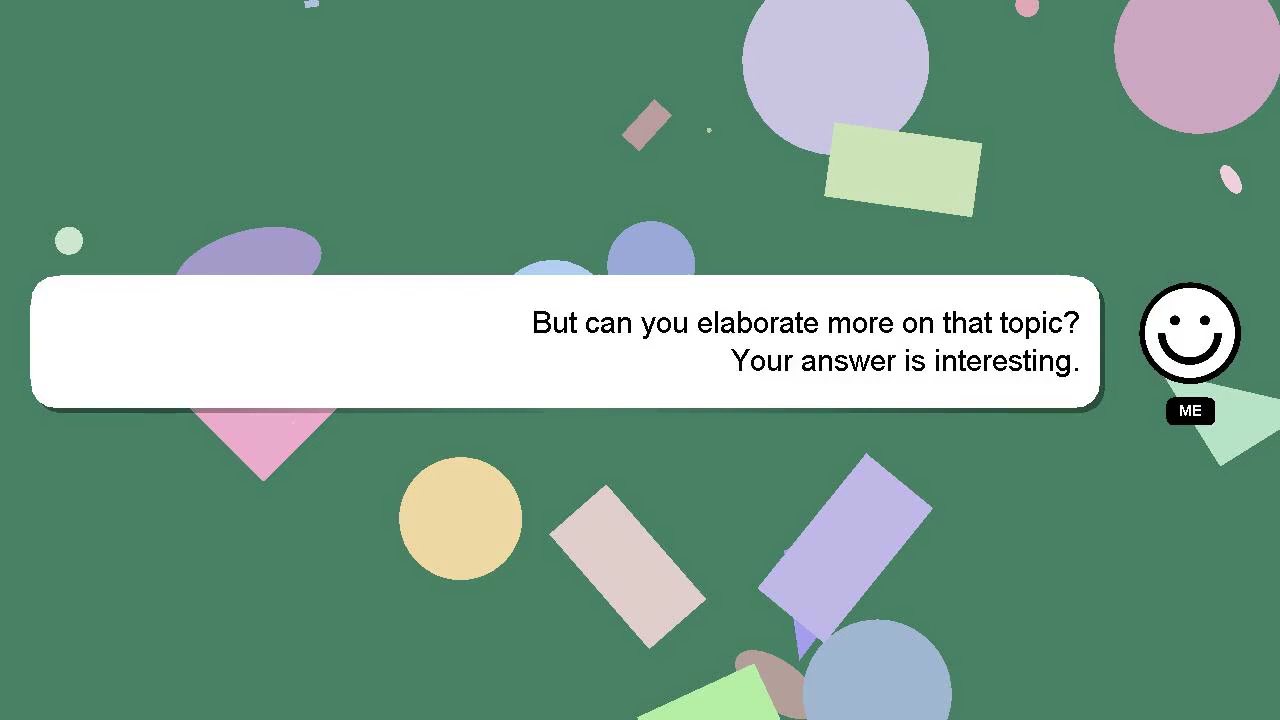 But can you elaborate more on that topic?
Your answer is interesting.
ME